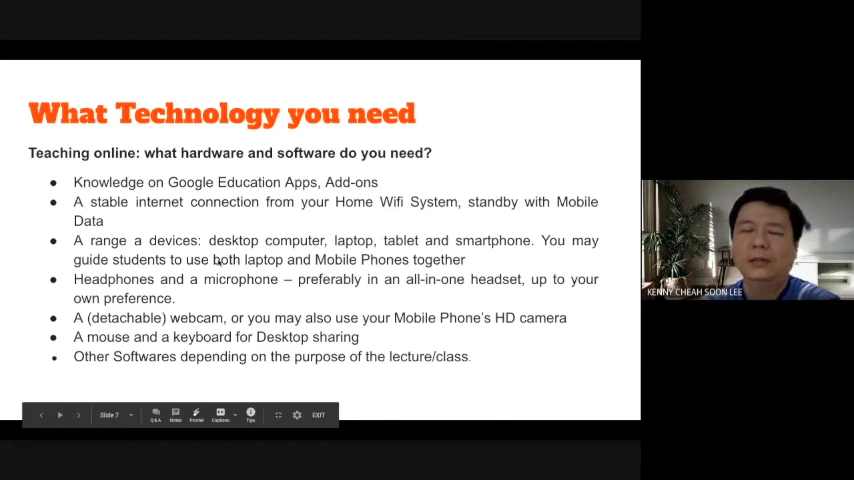 What Technology you need
Teaching online: what hardware and software do you need?
● Knowledge on Google Education Apps, Add-ons
● A stable internet connection from your Home Wifi System, standby with Mobile
Data
● A range a devices: desktop computer, laptop, tablet and smartphone. You may
guide students to use both laptop and Mobile Phones together
● Headphones and a microphone – preferably in an all-in-one headset, up to your
own preference.
● A (detachable) webcam, or you may also use your Mobile Phone's HD camera
● A mouse and a keyboard for Desktop sharing
● Other Softwares depending on the purpose of the lecture/class.
KENNY CHEAH SOON LEE
Slide 7
Q&A Notes Pointer Captions Tips EXIT